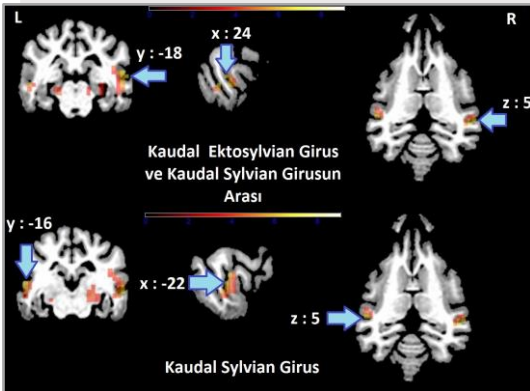 L
R
y : -18
x : 24
z : 5
Kaudal Ektosylvian Girus
ve Kaudal Sylvian Girusun
Arası
y : -16
x : -22
z : 5
Kaudal Sylvian Girus